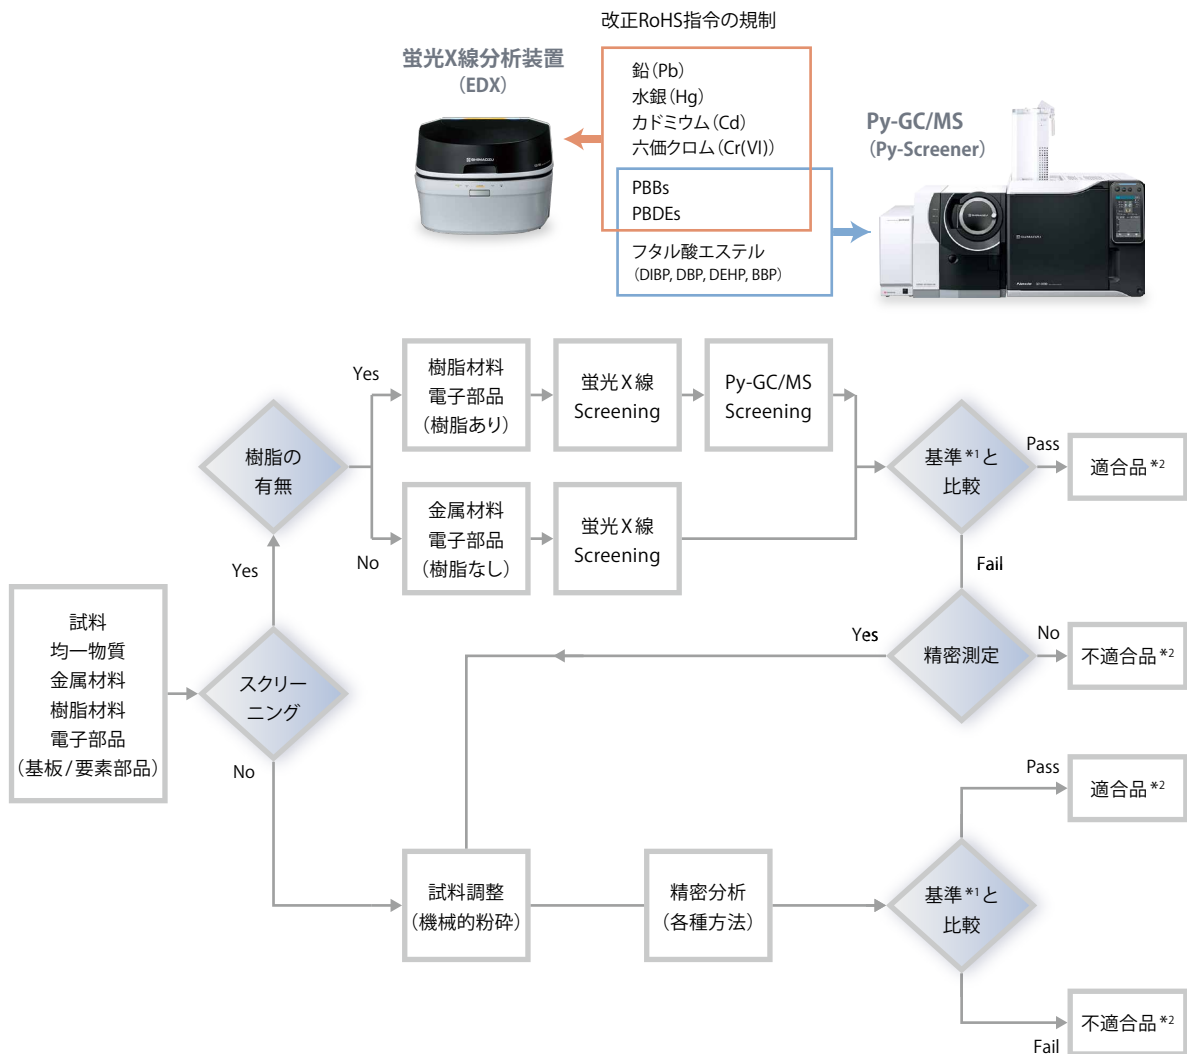 改正RoHS指令の規制
蛍光X線分析装置
（EDX）
鉛（Pb）
水銀（Hg）
カドミウム（Cd）
六価クロム（Cr(VI)）
PBBs
PBDEs
フタル酸エステル
（DIBP, DBP, DEHP, BBP）
Py-GC/MS
（Py-Screener）
SHIMADZU
SHIMADZU
Yes
樹脂材料
電子部品
（樹脂あり）
蛍光X線
Screening
Py-GC/MS
Screening
樹脂の
有無
基準*1と
比較
Pass
適合品*2
No
金属材料
電子部品
（樹脂なし）
蛍光X線
Screening
Yes
Fail
試料
均一物質
金属材料
樹脂材料
電子部品
（基板/要素部品）
スクリー
ニング
Yes
精密測定
No
不適合品*2
No
Pass
適合品*2
試料調整
（機械的粉砕）
精密分析
（各種方法）
基準*1と
比較
不適合品*2
Fail